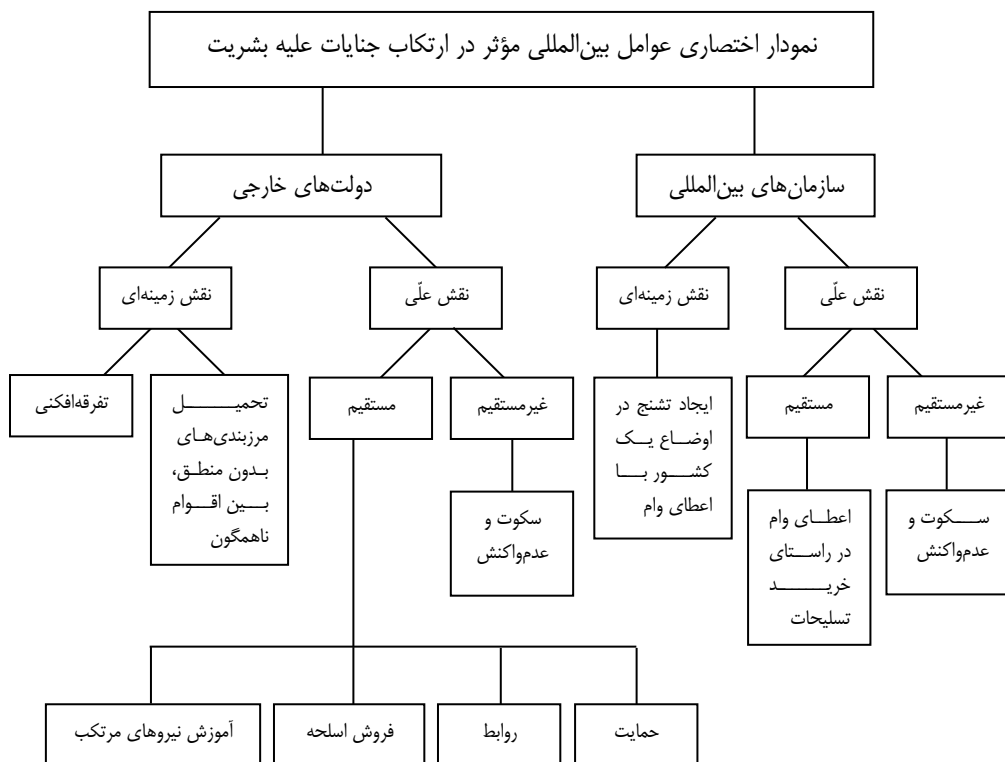 نمودار اختصاری عوامل بین‌المللی مؤثر در ارتکاب جنایات علیه بشریت
سازمان‌های بین‌المللی
دولت‌های خارجی
نقش علّی
نقش زمینه‌ای
نقش علّی
نقش زمینه‌ای
غیرمستقیم
مستقیم
ایجاد تشنج در
اوضاع یک
کشور با
اعطای وام
غیرمستقیم
مستقیم
تحمیل
مرزبندی‌های
بدون منطق،
بین اقوام
ناهمگون
تفرقه‌افکنی
سکوت و
عدم‌واکنش
اعطای وام
در راستای
خرید
تسلیحات
سکوت و
عدم‌واکنش
حمایت
روابط
فروش اسلحه
آموزش نیروهای مرتکب